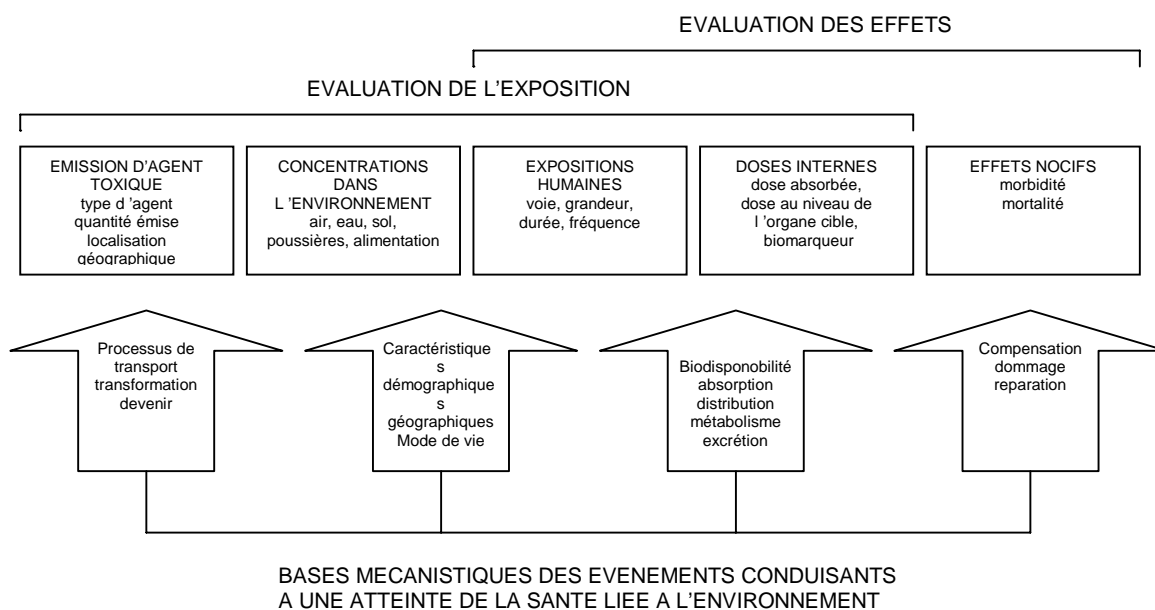 EVALUATION DES EFFETS
EVALUATION DE L'EXPOSITION
EMISSION D'AGENT
TOXIQUE
type d 'agent
quantité émise
localisation
géographique
CONCENTRATIONS
DANS
L 'ENVIRONNEMENT
air, eau, sol,
poussières, alimentation
EXPOSITIONS
HUMAINES
voie, grandeur,
durée, fréquence
DOSES INTERNES
dose absorbée,
dose au niveau de
l 'organe cible,
biomarqueur
EFFETS NOCIFS
morbidité
mortalité
Processus de
transport
transformation
devenir
Caractéristique
s
démographique
s
géographiques
Mode de vie
Biodisponobilité
absorption
distribution
métabolisme
excrétion
Compensation
dommage
reparation
BASES MECANISTIQUES DES EVENEMENTS CONDUISANTS
A UNE ATTEINTE DE LA SANTE LIEE A L'ENVIRONNEMENT